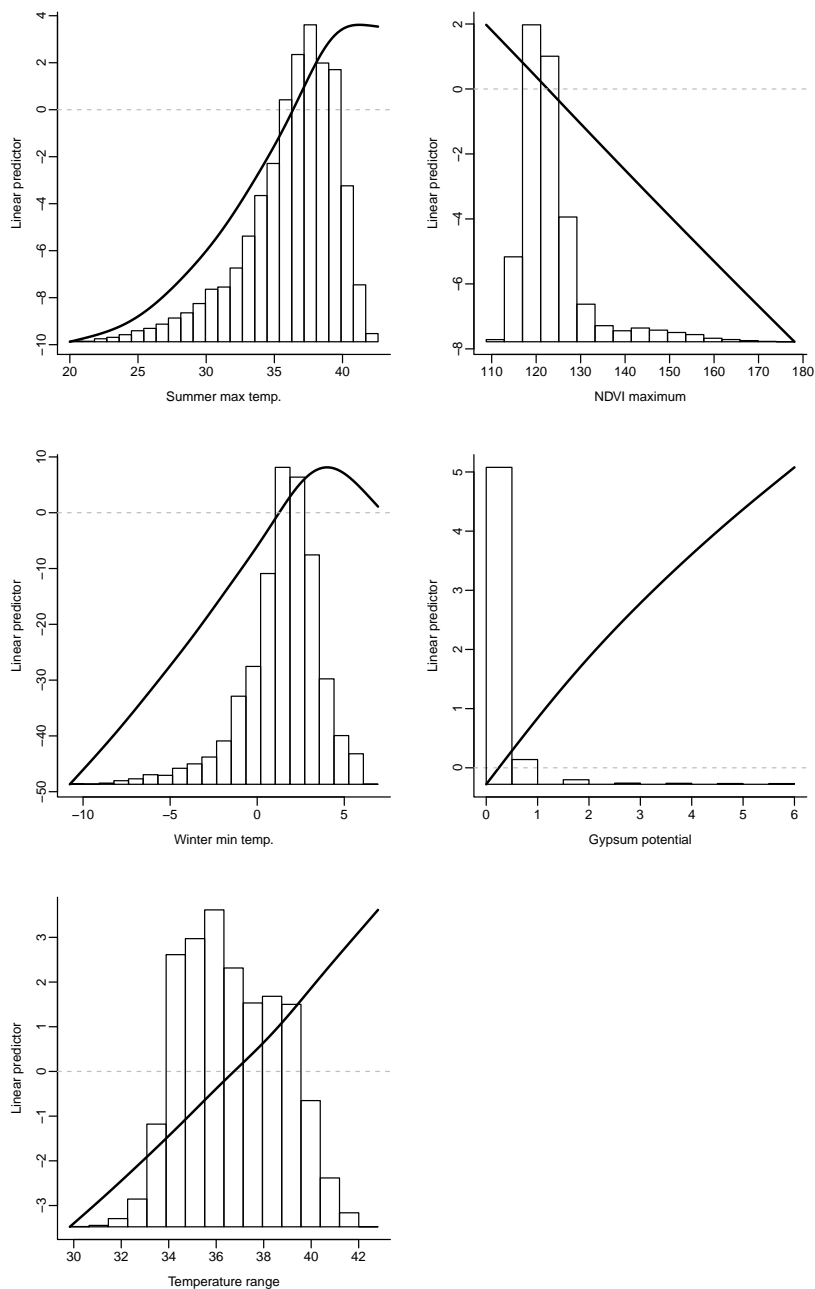 4
2
0
−2
−4
−6
−8
−10
Linear predictor
20 25 30 35 40
Summer max temp.
2
0
−2
−4
−6
−8
Linear predictor
110 120 130 140 150 160 170 180
NDVI maximum
10
0
−10
−20
−30
−40
−50
Linear predictor
−10 −5 0 5
Winter min temp.
5
4
3
2
1
0
Linear predictor
0 1 2 3 4 5 6
Gypsum potential
3
2
1
0
−1
−2
−3
Linear predictor
30 32 34 36 38 40 42
Temperature range